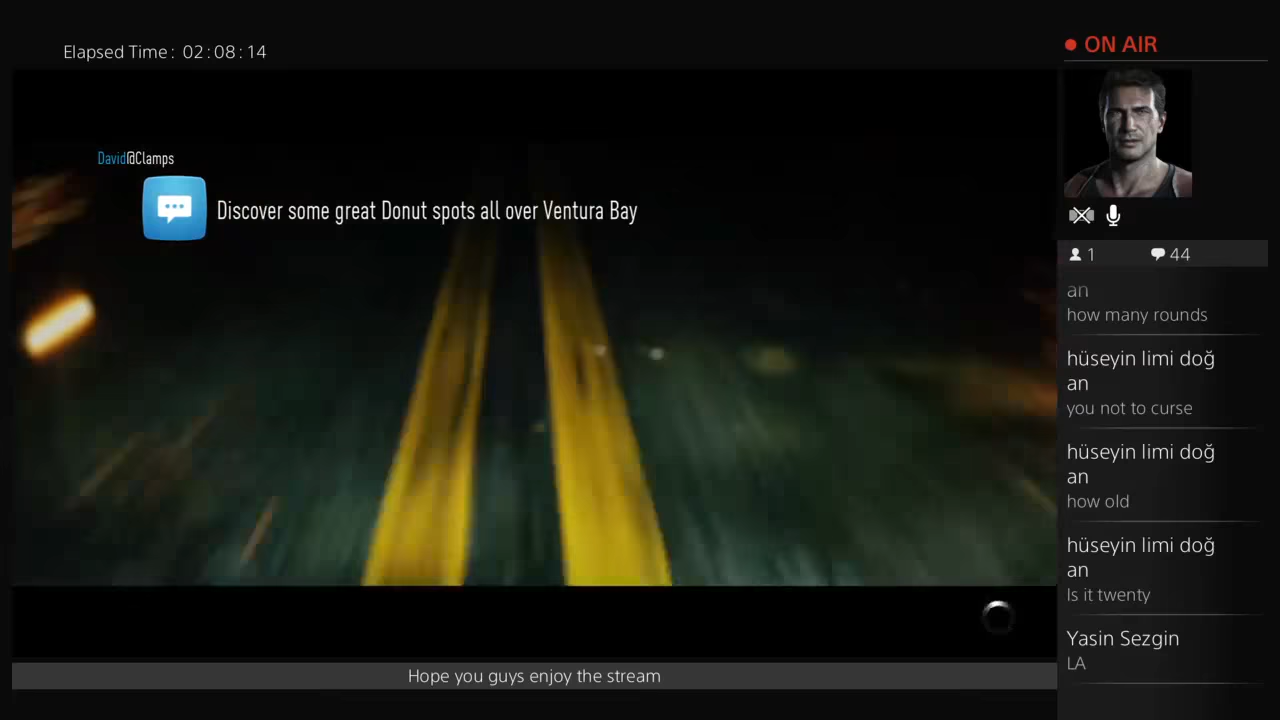 Elapsed Time: 02:08:14
ON AIR
David@Clamps
Discover some great Donut spots all over Ventura Bay
1
44
an
how many rounds
hüseyin limi doğ
an
you not to curse
hüseyin limi doğ
an
how old
hüseyin limi doğ
an
Is it twenty
Yasin Sezgin
LA
Hope you guys enjoy the stream